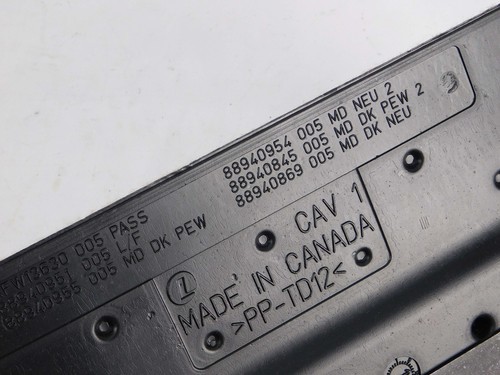 88940954 005 MD NEU 2
88940845 005 MD DK PEW 2
88940869 005 MD DK NEU
005 PASS
005 L/F
005 MD DK PEW
CAV 1
MADE IN CANADA
>PP-TD12<